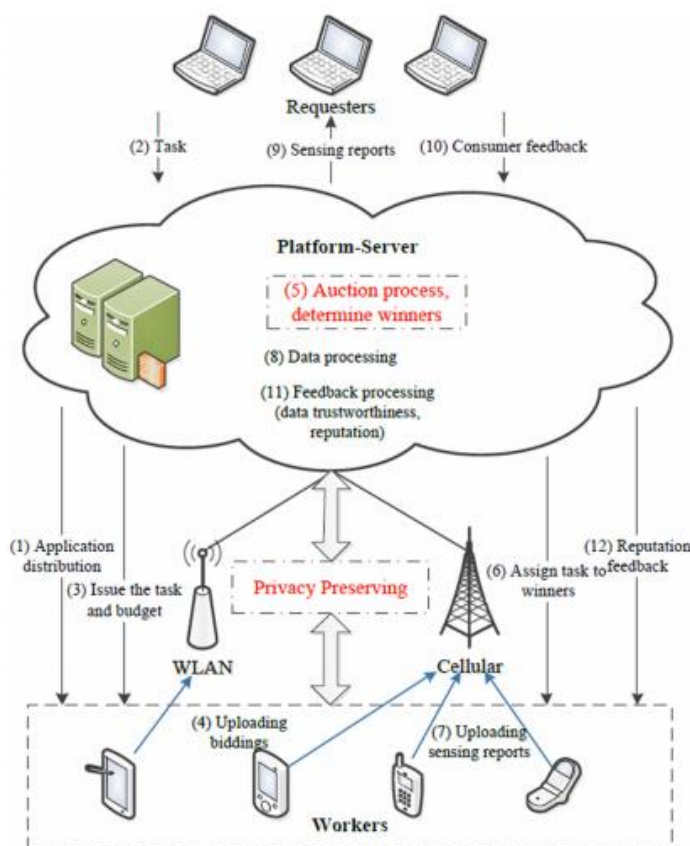 Requesters
(2) Task
(9) Sensing reports
(10) Consumer feedback
Platform-Server
(5) Auction process,
determine winners
(8) Data processing
(11) Feedback processing
(data trustworthiness,
reputation)
(1) Application
distribution
(3) Issue the task
and budget
Privacy Preserving
(6) Assign task to
winners
(12) Reputation
feedback
WLAN
Cellular
(4) Uploading
biddings
(7) Uploading
sensing reports
Workers